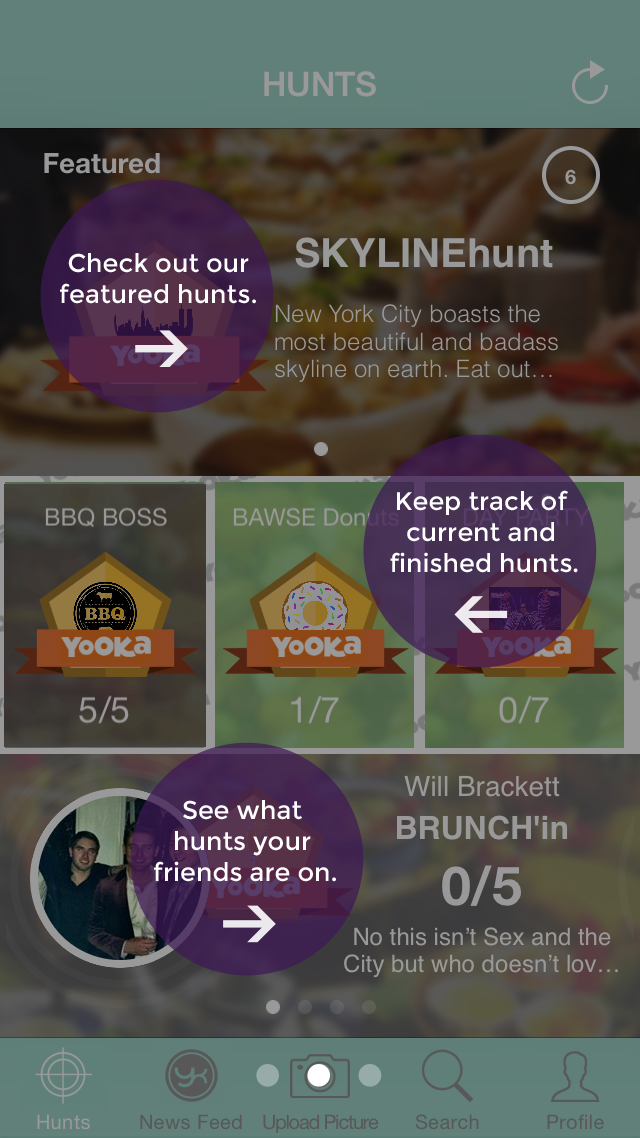 HUNTS
Featured
6
Check out our
featured hunts.
YOOKA
SKYLINEhunt
New York City boasts the
most beautiful and badass
skyline on earth. Eat out...
Keep track of
current and
finished hunts.
BBQ BOSS
BBQ
YOOKA
5/5
BAWSE Donuts
YOOKA
1/7
DAY PARTY
YOOKA
0/7
See what
hunts your
friends are on.
YOOKA
Will Brackett
BRUNCH'in
0/5
No this isn't Sex and the
City but who doesn't lov...
Hunts
News Feed
Upload Picture
Search
Profile